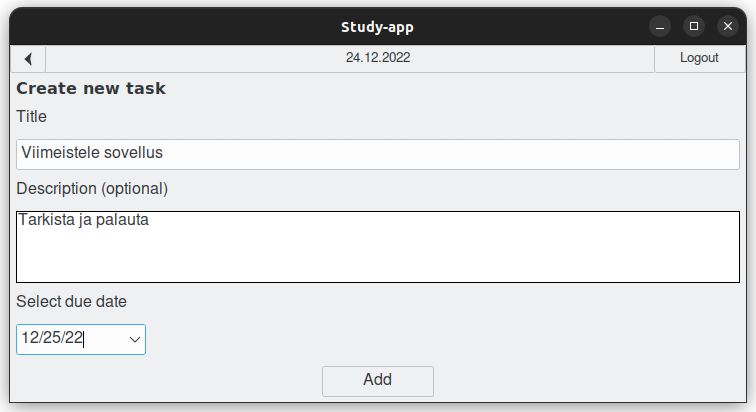 Study-app
24.12.2022 Logout
Create new task
Title
Viimeistele sovellus
Description (optional)
Tarkista ja palauta
Select due date
12/25/22
Add